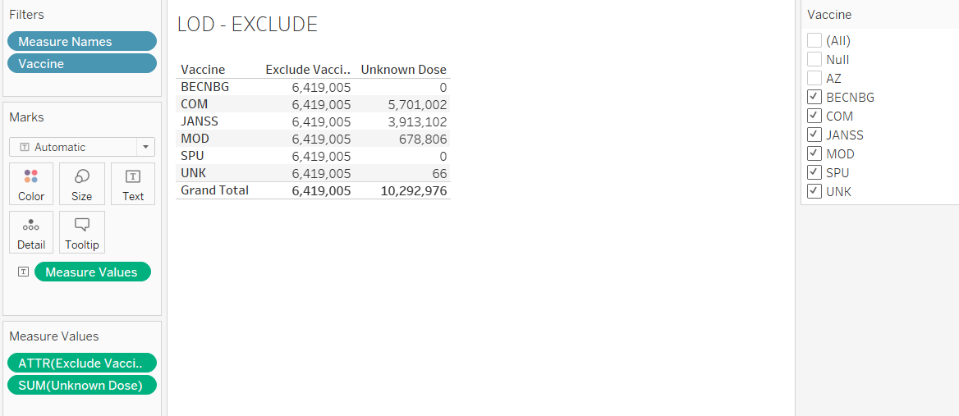 Filters
Measure Names
Vaccine
Marks
Automatic
Color Size Text
Detail Tooltip
Measure Values
Measure Values
ATTR(Exclude Vacci..
SUM(Unknown Dose)
LOD - EXCLUDE
Vaccine Exclude Vacci.. Unknown Dose
BECNBG 6,419,005 0
COM 6,419,005 5,701,002
JANSS 6,419,005 3,913,102
MOD 6,419,005 678,806
SPU 6,419,005 0
UNK 6,419,005 66
Grand Total 6,419,005 10,292,976
Vaccine
(All)
Null
AZ
BECNBG
COM
JANSS
MOD
SPU
UNK